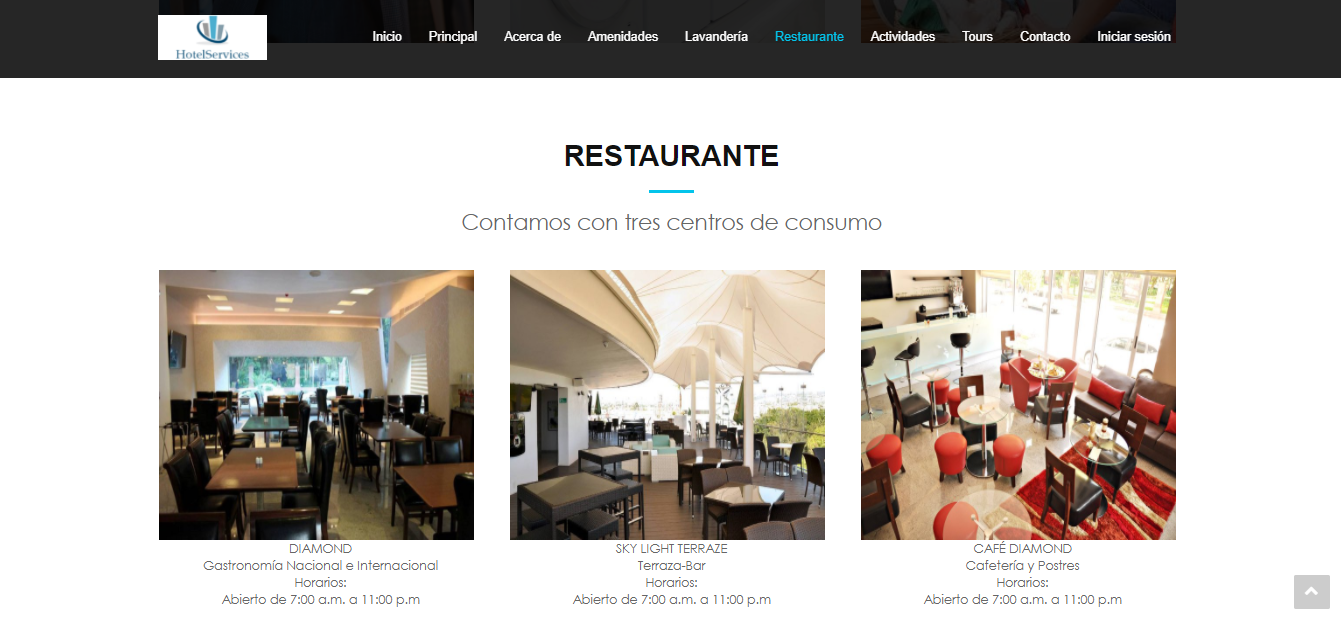 HotelServices
Inicio Principal Acerca de Amenidades Lavandería Restaurante Actividades Tours Contacto Iniciar sesión
RESTAURANTE
Contamos con tres centros de consumo
DIAMOND
Gastronomía Nacional e Internacional
Horarios:
Abierto de 7:00 a.m. a 11:00 p.m
SKY LIGHT TERRAZE
Terraza-Bar
Horarios:
Abierto de 7:00 a.m. a 11:00 p.m
CAFÉ DIAMOND
Cafetería y Postres
Horarios:
Abierto de 7:00 a.m. a 11:00 p.m